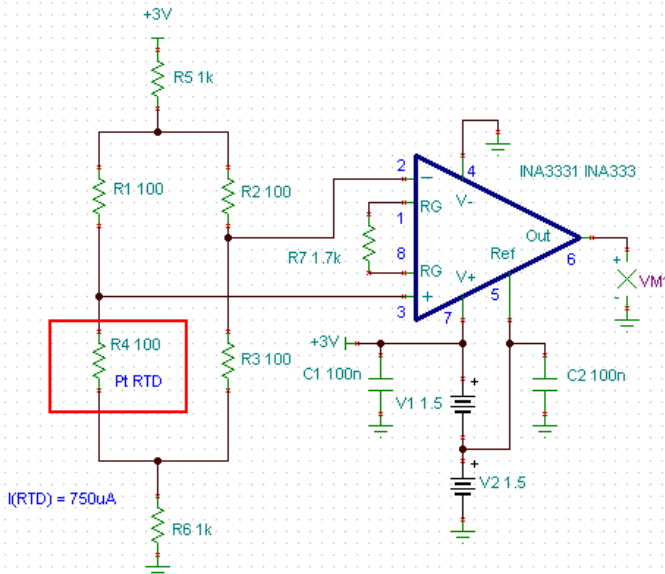 +3V
R5 1k
R1 100
R2 100
2
4
INA3331 INA333
RG
V-
1
Out
R7 1.7k
8
Ref
6
RG
V+
VM1
3
7
5
R4 100
Pt RTD
R3 100
+3V
C1 100n
C2 100n
V1 1.5
V2 1.5
I(RTD) = 750uA
R6 1k